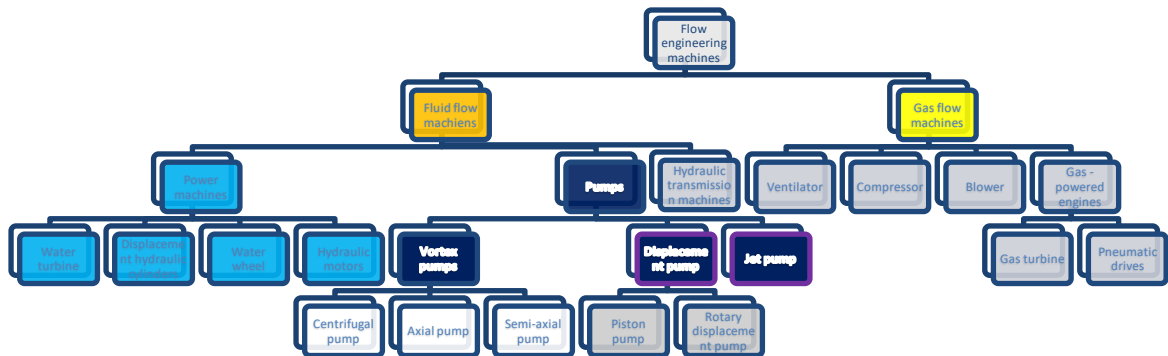 Flow
engineering
machines
Fluid flow
machiens
Gas flow
machines
Power
machines
Pumps
Hydraulic
transmissio
n machines
Ventilator
Compressor
Blower
Gas -
powered
engines
Water
turbine
Displaceme
nt hydraulic
cylinders
Water
wheel
Hydraulic
motors
Vortex
pumps
Displaceme
nt pump
Jet pump
Gas turbine
Pneumatic
drives
Centrifugal
pump
Axial pump
Semi-axial
pump
Piston
pump
Rotary
displaceme
nt pump